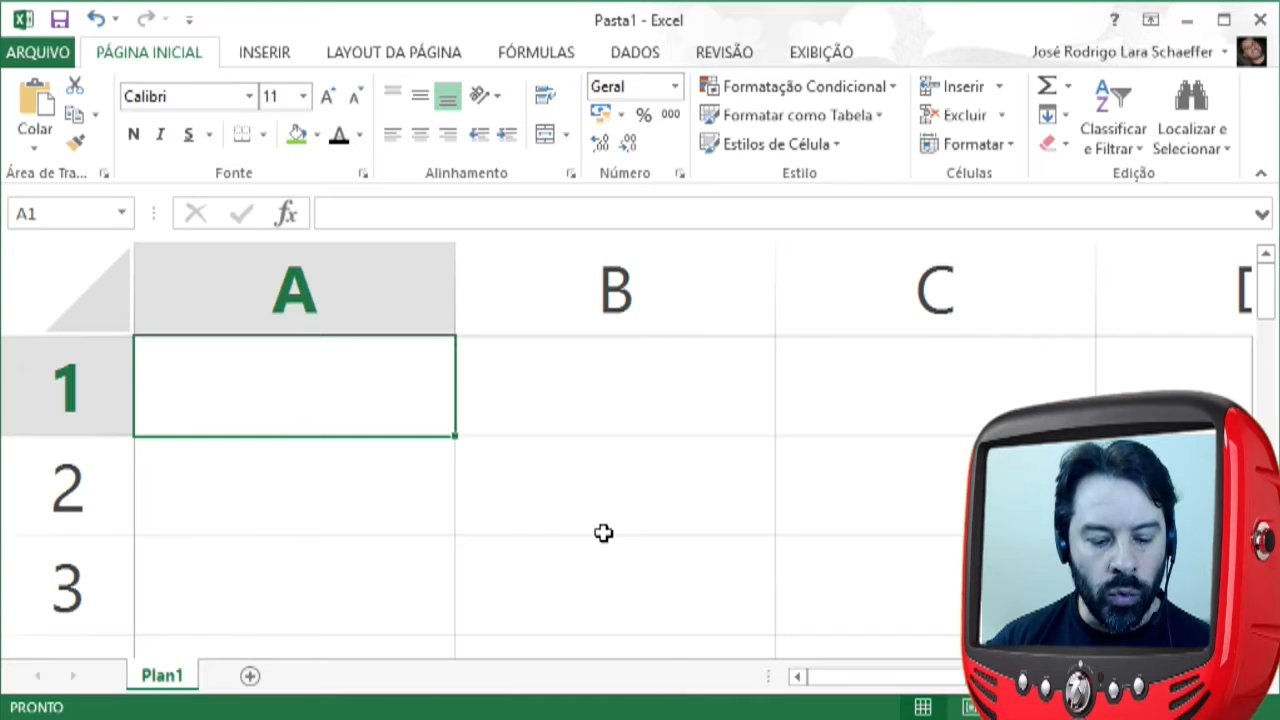 Pasta1 - Excel
?
ARQUIVO PÁGINA INICIAL INSERIR LAYOUT DA PÁGINA FÓRMULAS DADOS REVISÃO EXIBIÇÃO José Rodrigo Lara Schaeffer
Colar
Área de Tra...
Calibri 11
N I S A
Fonte
Alinhamento
Geral
% 000
Número
Formatação Condicional
Formatar como Tabela
Estilos de Célula
Estilo
Inserir
Excluir
Formatar
Células
Σ
Classificar
e Filtrar
Localizar e
Selecionar
Edição
A1 fx
A B C D
1
2
3
Plan1
PRONTO